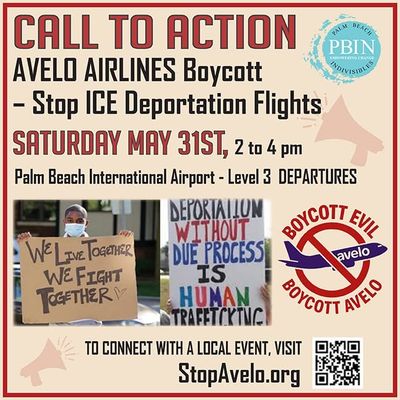 CALL TO ACTION
AVELO AIRLINES Boycott
– Stop ICE Deportation Flights
SATURDAY MAY 31ST, 2 to 4 pm
Palm Beach International Airport - Level 3 DEPARTURES
PALM BEACH
PBIN
EMPOWERING CHANGE
INDIVISIBLES
WE LIVE TOGETHER
WE FIGHT
TOGETHER
DEPORTATION
WITHOUT
DUE PROCESS
IS
HUMAN
TRAFFICKING
BOYCOTT EVIL
avelo
BOYCOTT AVELO
TO CONNECT WITH A LOCAL EVENT, VISIT
StopAvelo.org